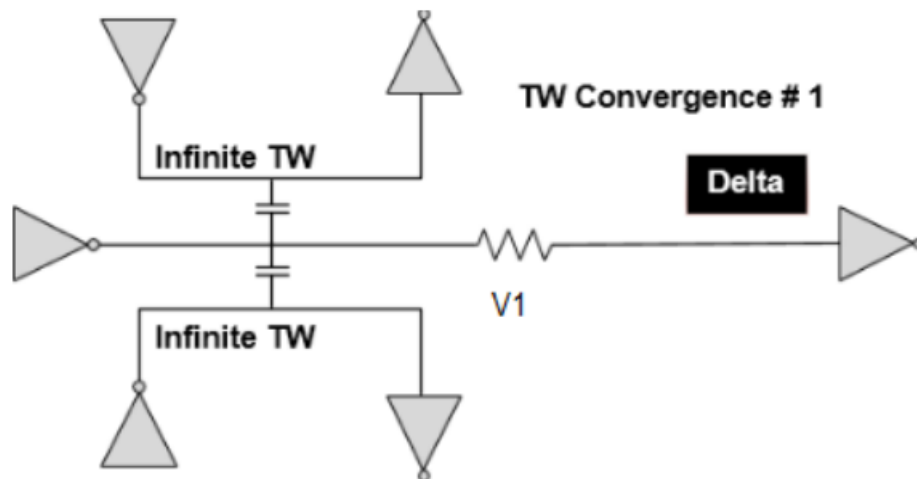 TW Convergence # 1
Infinite TW
Delta
V1
Infinite TW